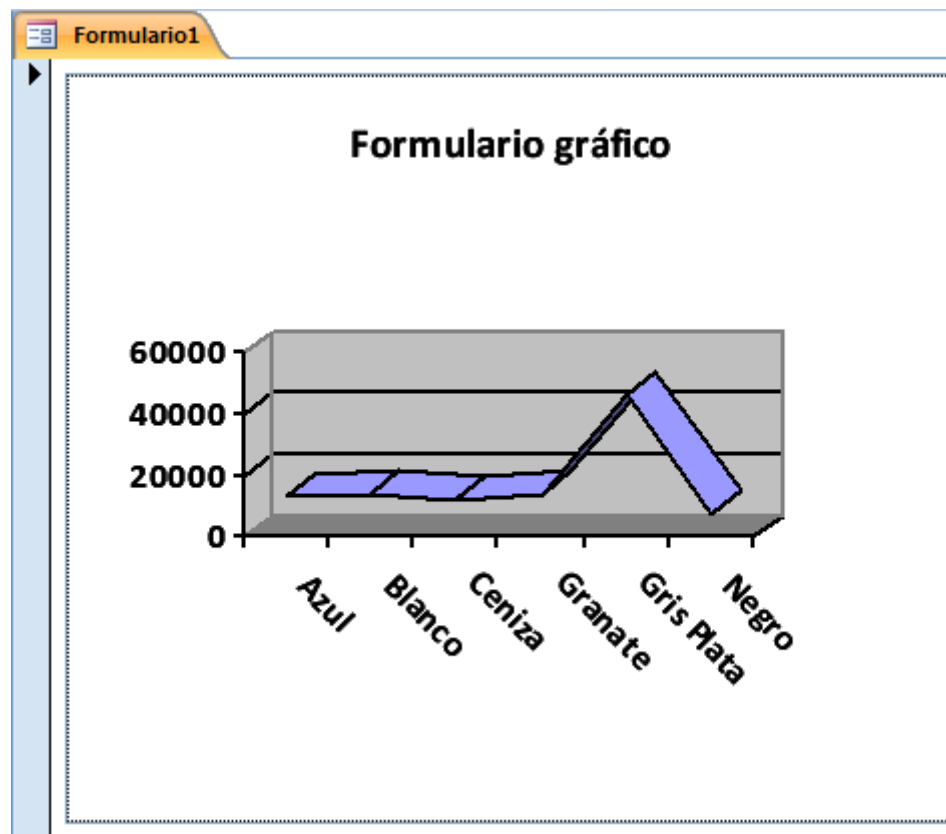 Formulario1
Formulario gráfico
60000
40000
20000
0
Azul
Blanco
Ceniza
Granate
Gris Plata
Negro